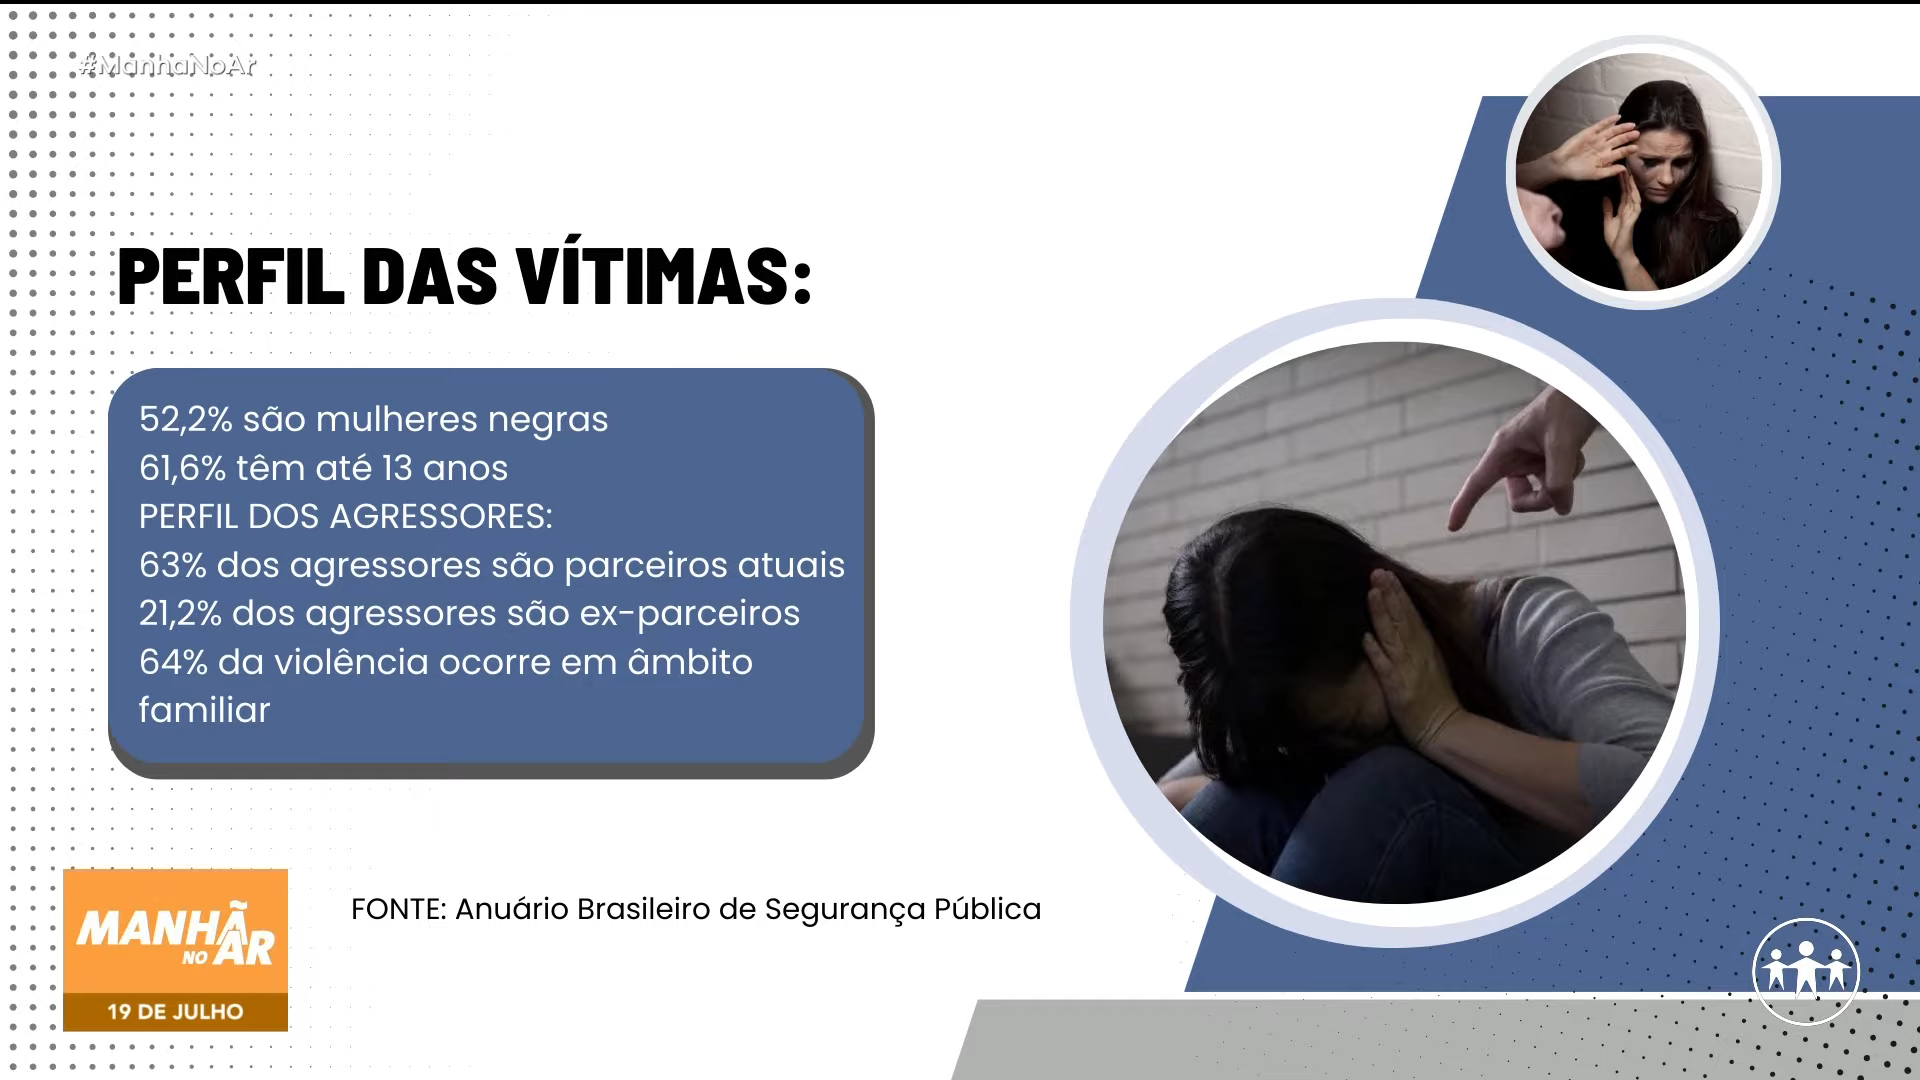 #ManhaNoAr
PERFIL DAS VÍTIMAS:
52,2% são mulheres negras
61,6% têm até 13 anos
PERFIL DOS AGRESSORES:
63% dos agressores são parceiros atuais
21,2% dos agressores são ex-parceiros
64% da violência ocorre em âmbito
familiar
FONTE: Anuário Brasileiro de Segurança Pública
MANHÃ
NO AR
19 DE JULHO